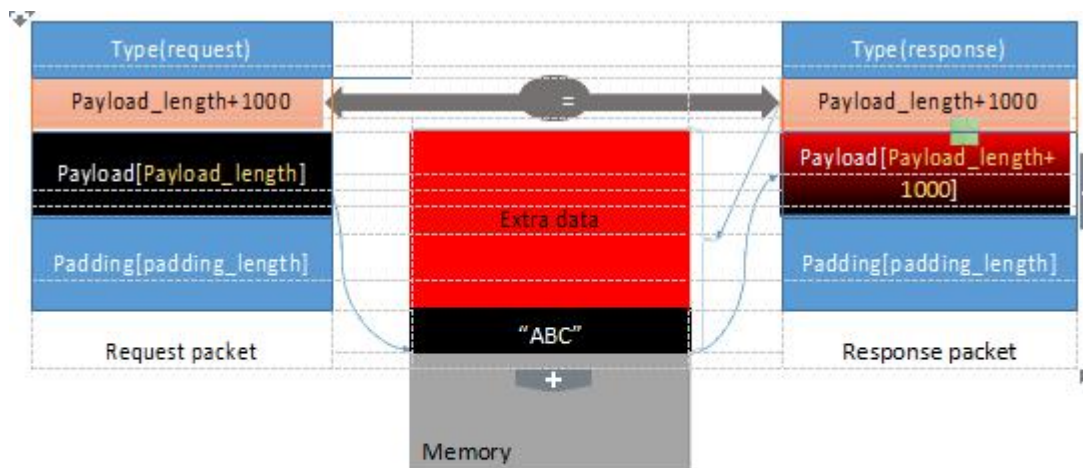 Type(request)
Payload_length+1000
Payload[Payload_length]
Padding[padding_length]
Request packet
=
Extra data
“ABC”
+
Memory
Type(response)
Payload_length+1000
Payload[Payload_length+
1000]
Padding[padding_length]
Response packet